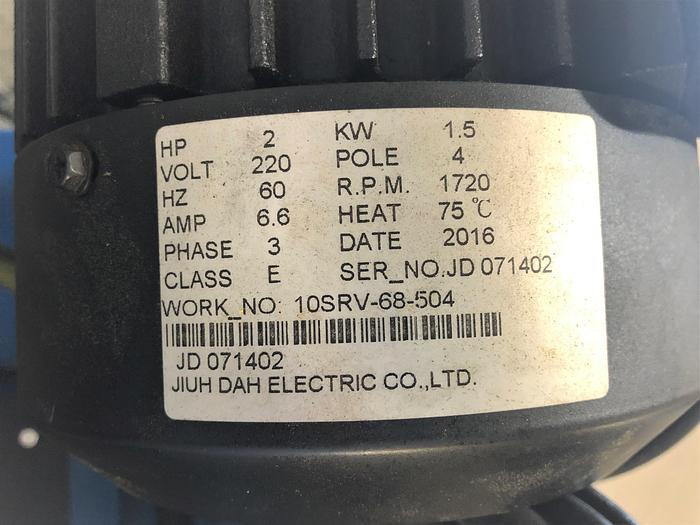 HP 2 KW 1.5
VOLT 220 POLE 4
HZ 60 R.P.M. 1720
AMP 6.6 HEAT 75 ℃
PHASE 3 DATE 2016
CLASS E SER_NO. JD 071402
WORK_NO: 10SRV-68-504
JD 071402
JIUH DAH ELECTRIC CO.,LTD.